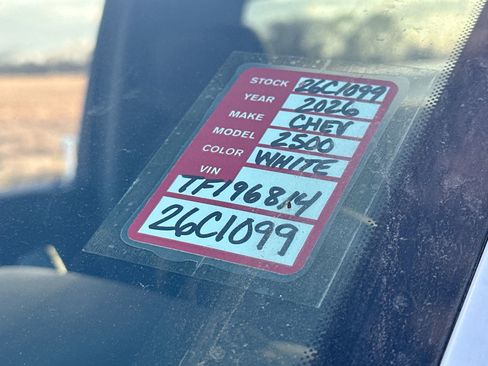 STOCK 26C1099
YEAR 2026
MAKE CHEV
MODEL 2500
COLOR WHITE
VIN
TF196814
26C1099